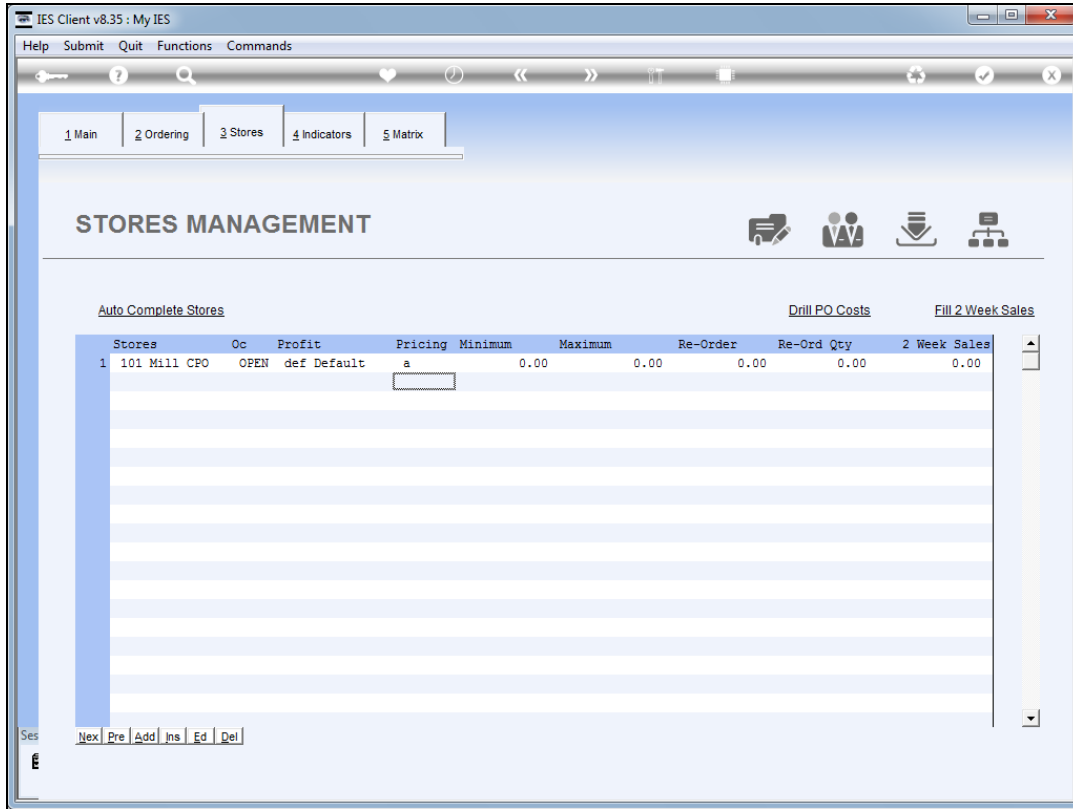 IES Client v8.35 : My IES
Help Submit Quit Functions Commands
1 Main 2 Ordering 3 Stores 4 Indicators 5 Matrix
STORES MANAGEMENT
Auto Complete Stores Drill PO Costs Fill 2 Week Sales
Stores Oc Profit Pricing Minimum Maximum Re-Order Re-Ord Qty 2 Week Sales
1 101 Mill CPO OPEN def Default a 0.00 0.00 0.00 0.00 0.00
Ses Nex Pre Add Ins Ed Del